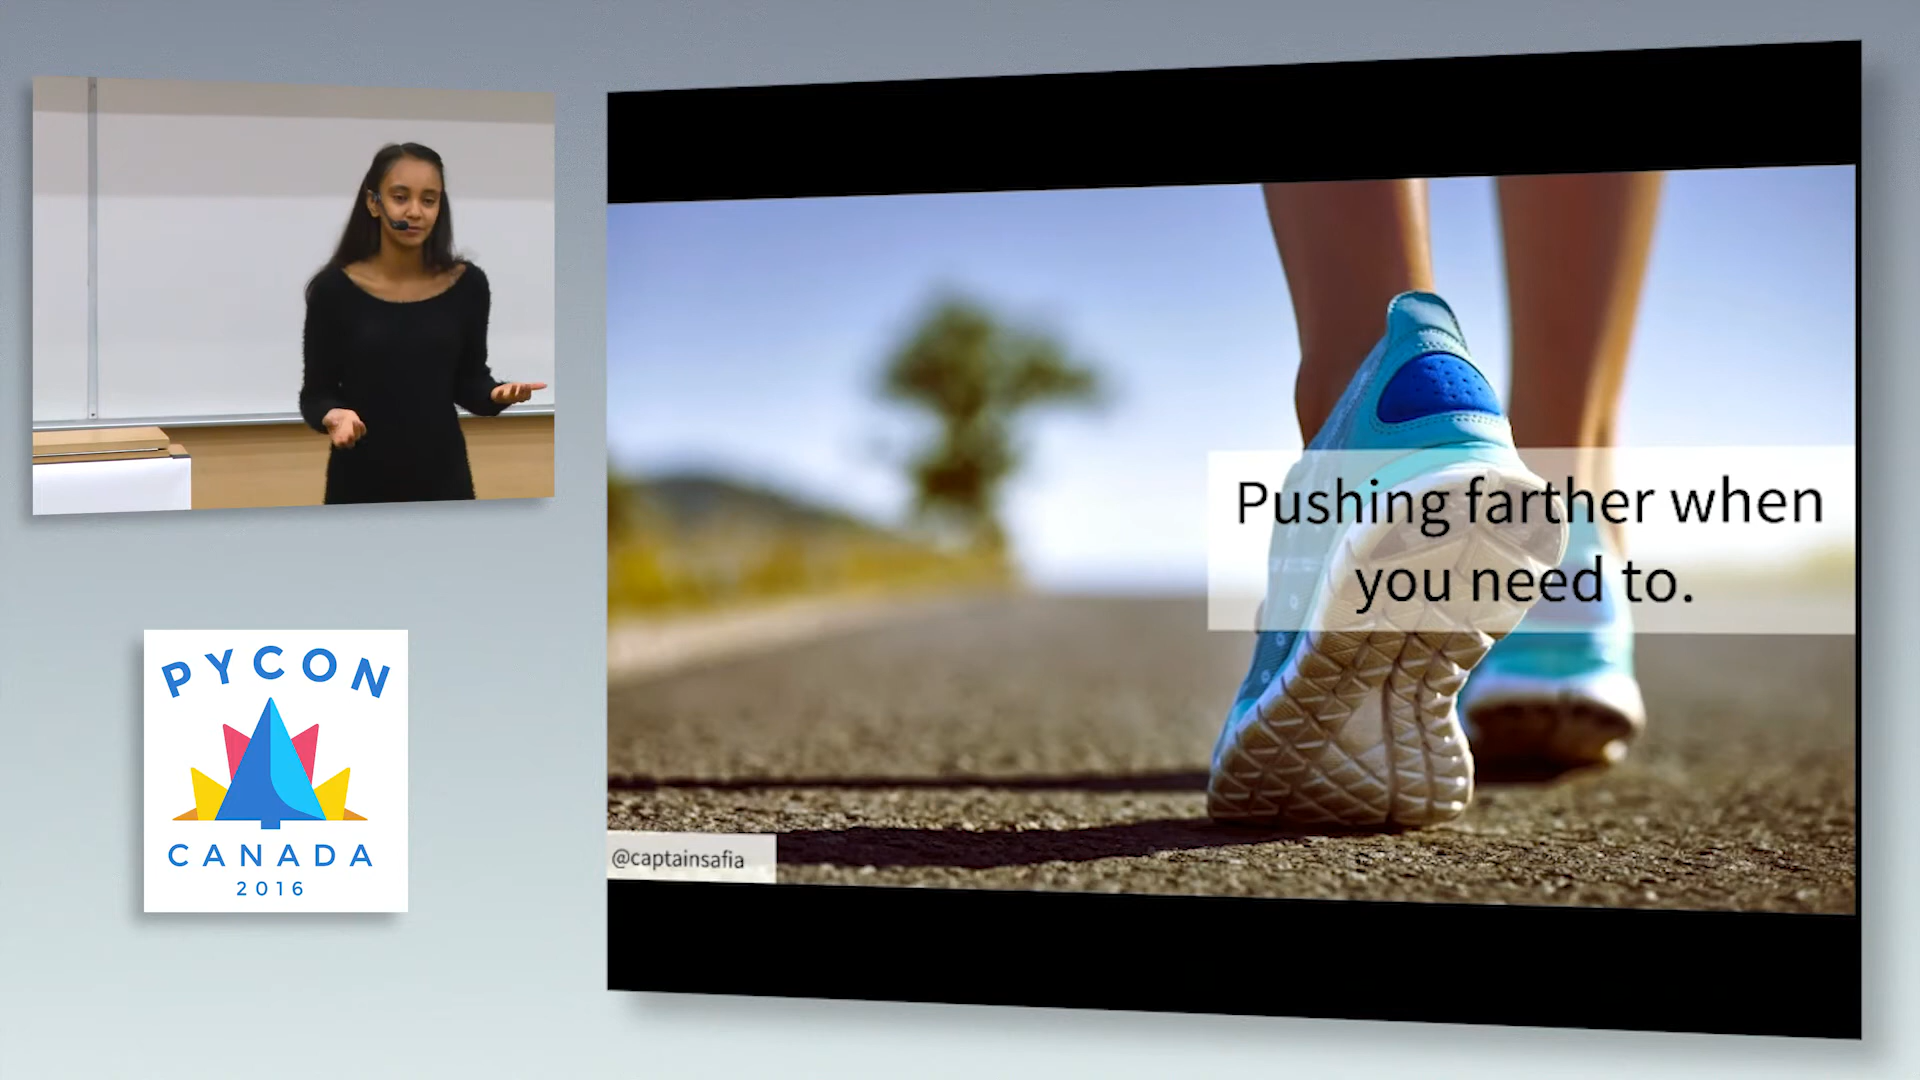 PYCON
CANADA
2016
Pushing farther when
you need to.
@captainsafia